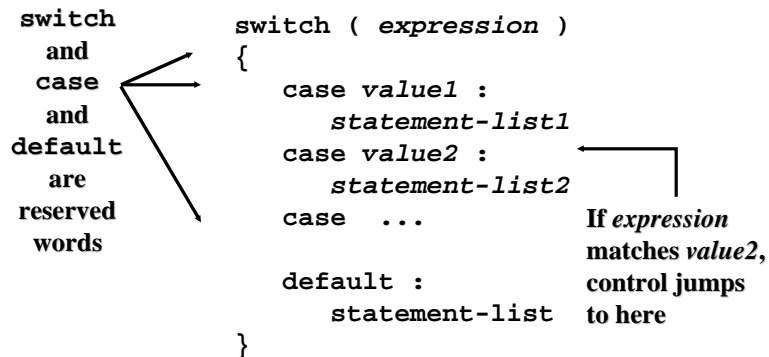 switch
and
case
and
default
are
reserved
words
switch ( expression )
{
case value1 :
statement-list1
case value2 :
statement-list2
case ...
default :
statement-list
}
If expression
matches value2,
control jumps
to here